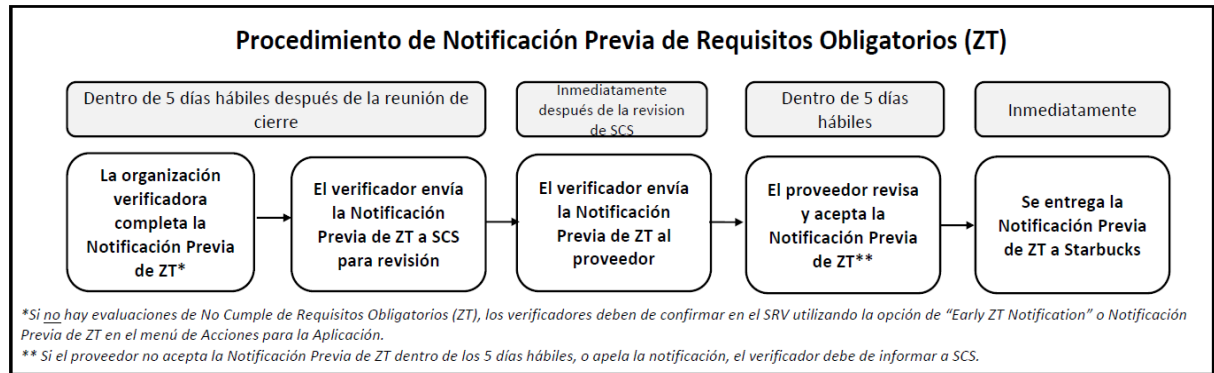 Procedimiento de Notificación Previa de Requisitos Obligatorios (ZT)
Dentro de 5 días hábiles después de la reunión de
cierre
Inmediatamente
después de la revision
de SCS
Dentro de 5 días
hábiles
Inmediatamente
La organización
verificadora
completa la
Notificación Previa
de ZT*
El verificador envía
la Notificación
Previa de ZT a SCS
para revisión
El verificador envía
la Notificación
Previa de ZT al
proveedor
El proveedor revisa
y acepta la
Notificación Previa
de ZT**
Se entrega la
Notificación Previa
de ZT a Starbucks
*Si no hay evaluaciones de No Cumple de Requisitos Obligatorios (ZT), los verificadores deben de confirmar en el SRV utilizando la opción de “Early ZT Notification” o Notificación
Previa de ZT en el menú de Acciones para la Aplicación.
** Si el proveedor no acepta la Notificación Previa de ZT dentro de los 5 días hábiles, o apela la notificación, el verificador debe de informar a SCS.